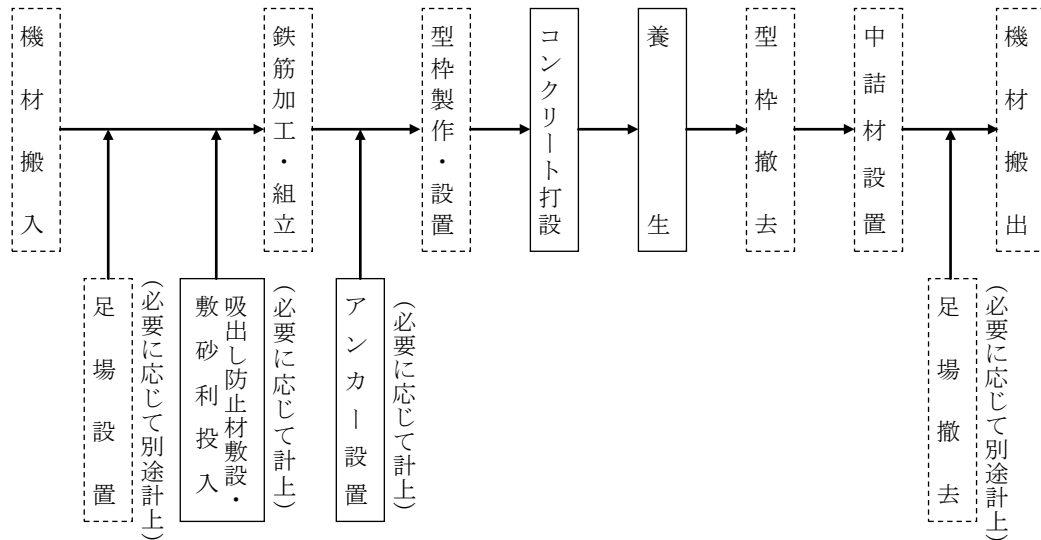 機材搬入
鉄筋加工・組立
型枠製作・設置
コンクリート打設
養生
型枠撤去
中詰材設置
機材搬出
足場設置
(必要に応じて別途計上)
吸出し防止材敷設・
敷砂利投入
(必要に応じて計上)
アンカー設置
(必要に応じて計上)
足場撤去
(必要に応じて別途計上)